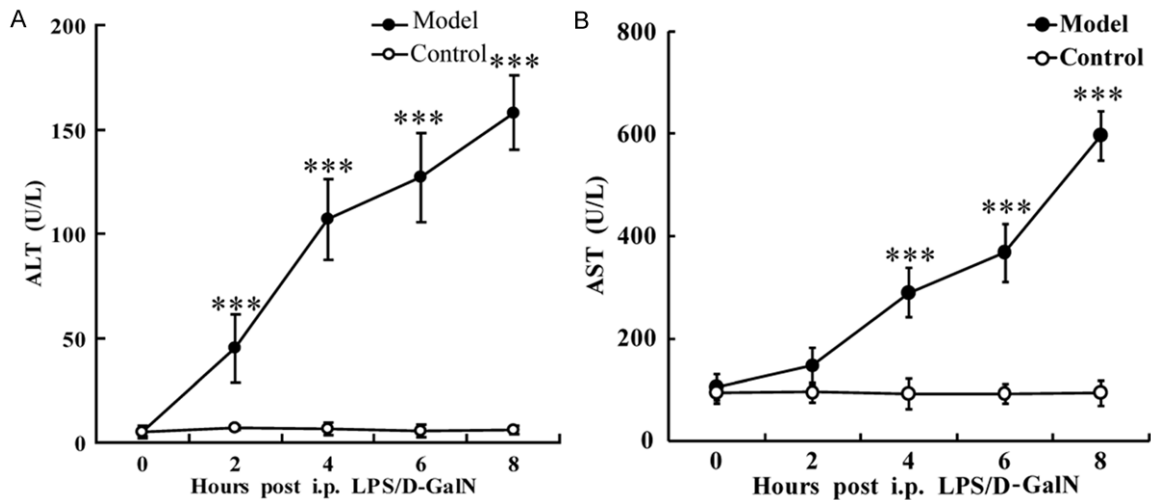 A
Model
Control
200
150
100
50
0
ALT (U/L)
***
***
***
***
0 2 4 6 8
Hours post i.p. LPS/D-GalN
B
Model
Control
800
600
400
200
0
AST (U/L)
***
***
***
0 2 4 6 8
Hours post i.p. LPS/D-GalN